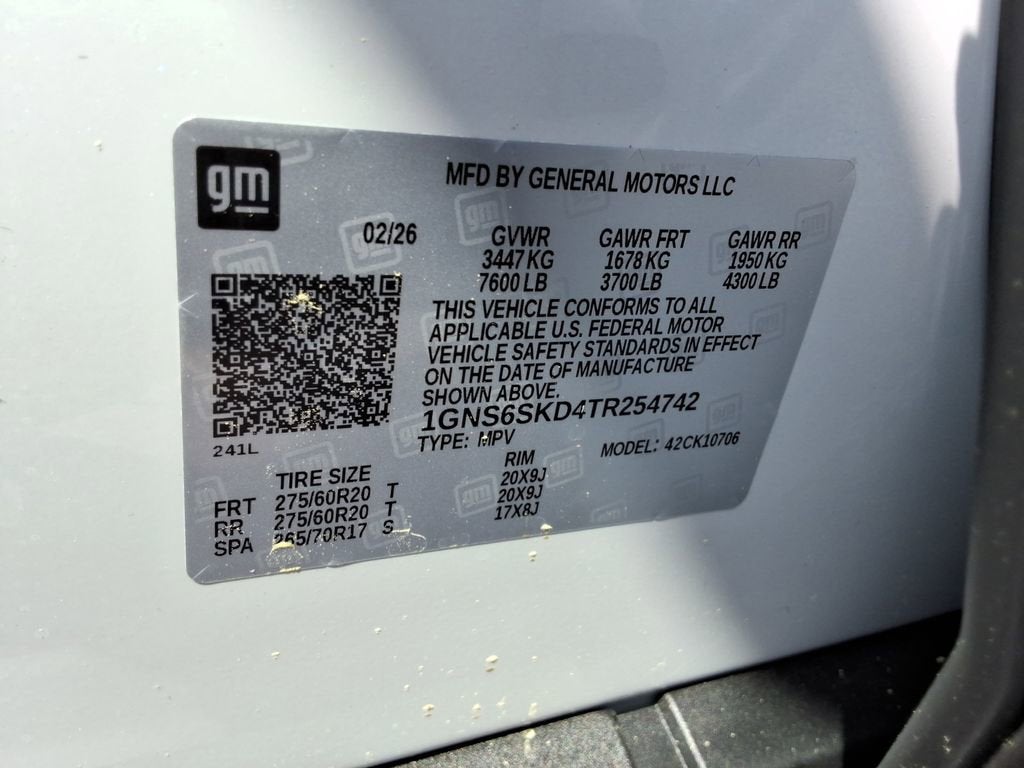 gm
MFD BY GENERAL MOTORS LLC
02/26 GVWR GAWR FRT GAWR RR
3447 KG 1678 KG 1950 KG
7600 LB 3700 LB 4300 LB
THIS VEHICLE CONFORMS TO ALL
APPLICABLE U.S. FEDERAL MOTOR
VEHICLE SAFETY STANDARDS IN EFFECT
ON THE DATE OF MANUFACTURE
SHOWN ABOVE.
1GNS6SKD4TR254742
TYPE: MPV MODEL: 42CK10706
241L
TIRE SIZE RIM
FRT 275/60R20 T 20X9J
RR 275/60R20 T 20X9J
SPA 265/70R17 S 17X8J